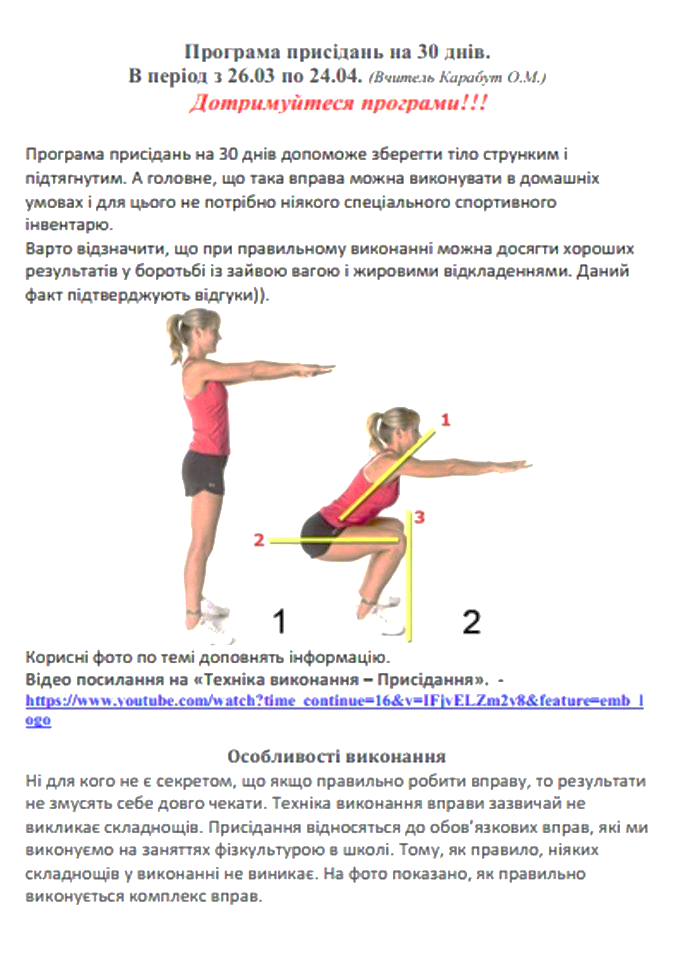 Програма присідань на 30 днів.
В період з 26.03 по 24.04. (Вчитель Карабут О.М.)
Дотримуйтеся програми!!!
Програма присідань на 30 днів допоможе зберегти тіло струнким і
підтягнутим. А головне, що така вправа можна виконувати в домашніх
умовах і для цього не потрібно ніякого спеціального спортивного
інвентарю.
Варто відзначити, що при правильному виконанні можна досягти хороших
результатів у боротьбі із зайвою вагою і жировими відкладеннями. Даний
факт підтверджують відгуки)).
1
3
2
1
2
Корисні фото по темі доповнять інформацію.
Відео посилання на «Техніка виконання – Присідання». -
https://www.youtube.com/watch?time_continue=16&v=IFjvELZm2v8&feature=emb_l
ogo
Особливості виконання
Ні для кого не є секретом, що якщо правильно робити вправу, то результати
не змусять себе довго чекати. Техніка виконання вправи зазвичай не
викликає складнощів. Присідання відносяться до обов'язкових вправ, які ми
виконуємо на заняттях фізкультурою в школі. Тому, як правило, ніяких
складнощів у виконанні не виникає. На фото показано, як правильно
виконується комплекс вправ.